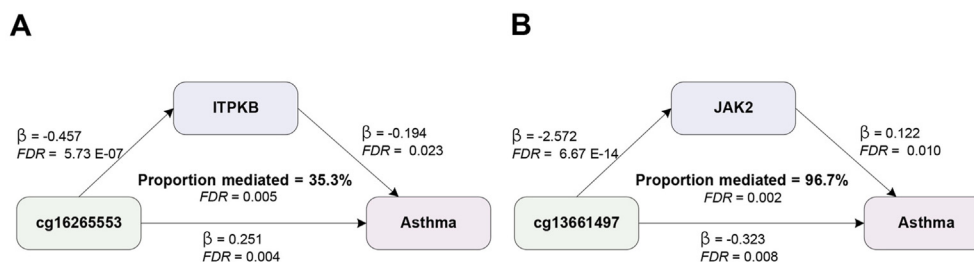 A
ITPKB
β = -0.457
FDR = 5.73 E-07
β = -0.194
FDR = 0.023
Proportion mediated = 35.3%
FDR = 0.005
cg16265553
Asthma
β = 0.251
FDR = 0.004
B
JAK2
β = -2.572
FDR = 6.67 E-14
β = 0.122
FDR = 0.010
Proportion mediated = 96.7%
FDR = 0.002
cg13661497
Asthma
β = -0.323
FDR = 0.008